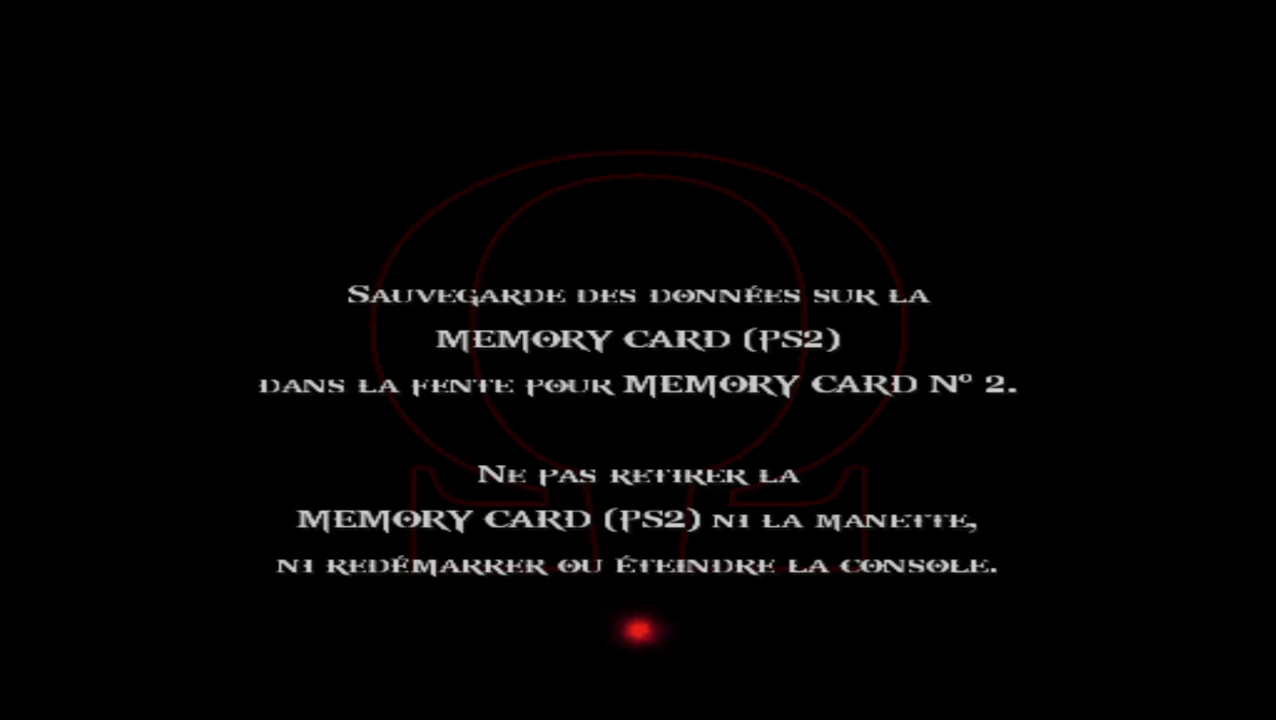 Sauvegarde des données sur la
MEMORY CARD (PS2)
dans la fente pour MEMORY CARD Nº 2.
Ne pas retirer la
MEMORY CARD (PS2) ni la manette,
ni redémarrer ou éteindre la console.